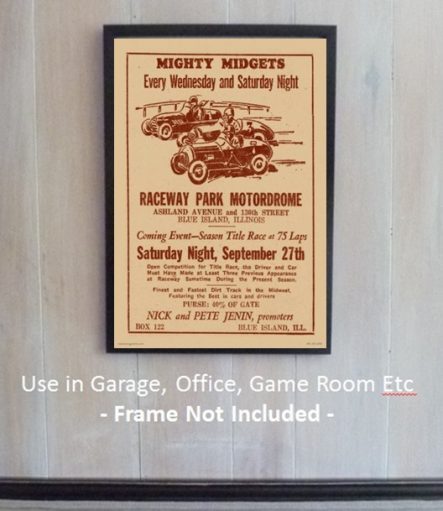 MIGHTY MIDGETS
Every Wednesday and Saturday Night
RACEWAY PARK MOTORDROME
ASHLAND AVENUE and 130th STREET
BLUE ISLAND, ILLINOIS
Coming Event—Season Title Race at 75 Laps
Saturday Night, September 27th
Open Competition for Title Race, the Driver and Car
Must Have Made at Least Three Previous Appearance
at Raceway Sometime During the Present Season.
Finest and Fastest Dirt Track in the Midwest,
Featuring the Best in cars and drivers
PURSE: 40% OF GATE
NICK and PETE JENIN, promoters
BOX 122 BLUE ISLAND, ILL.
Use in Garage, Office, Game Room Etc
- Frame Not Included -